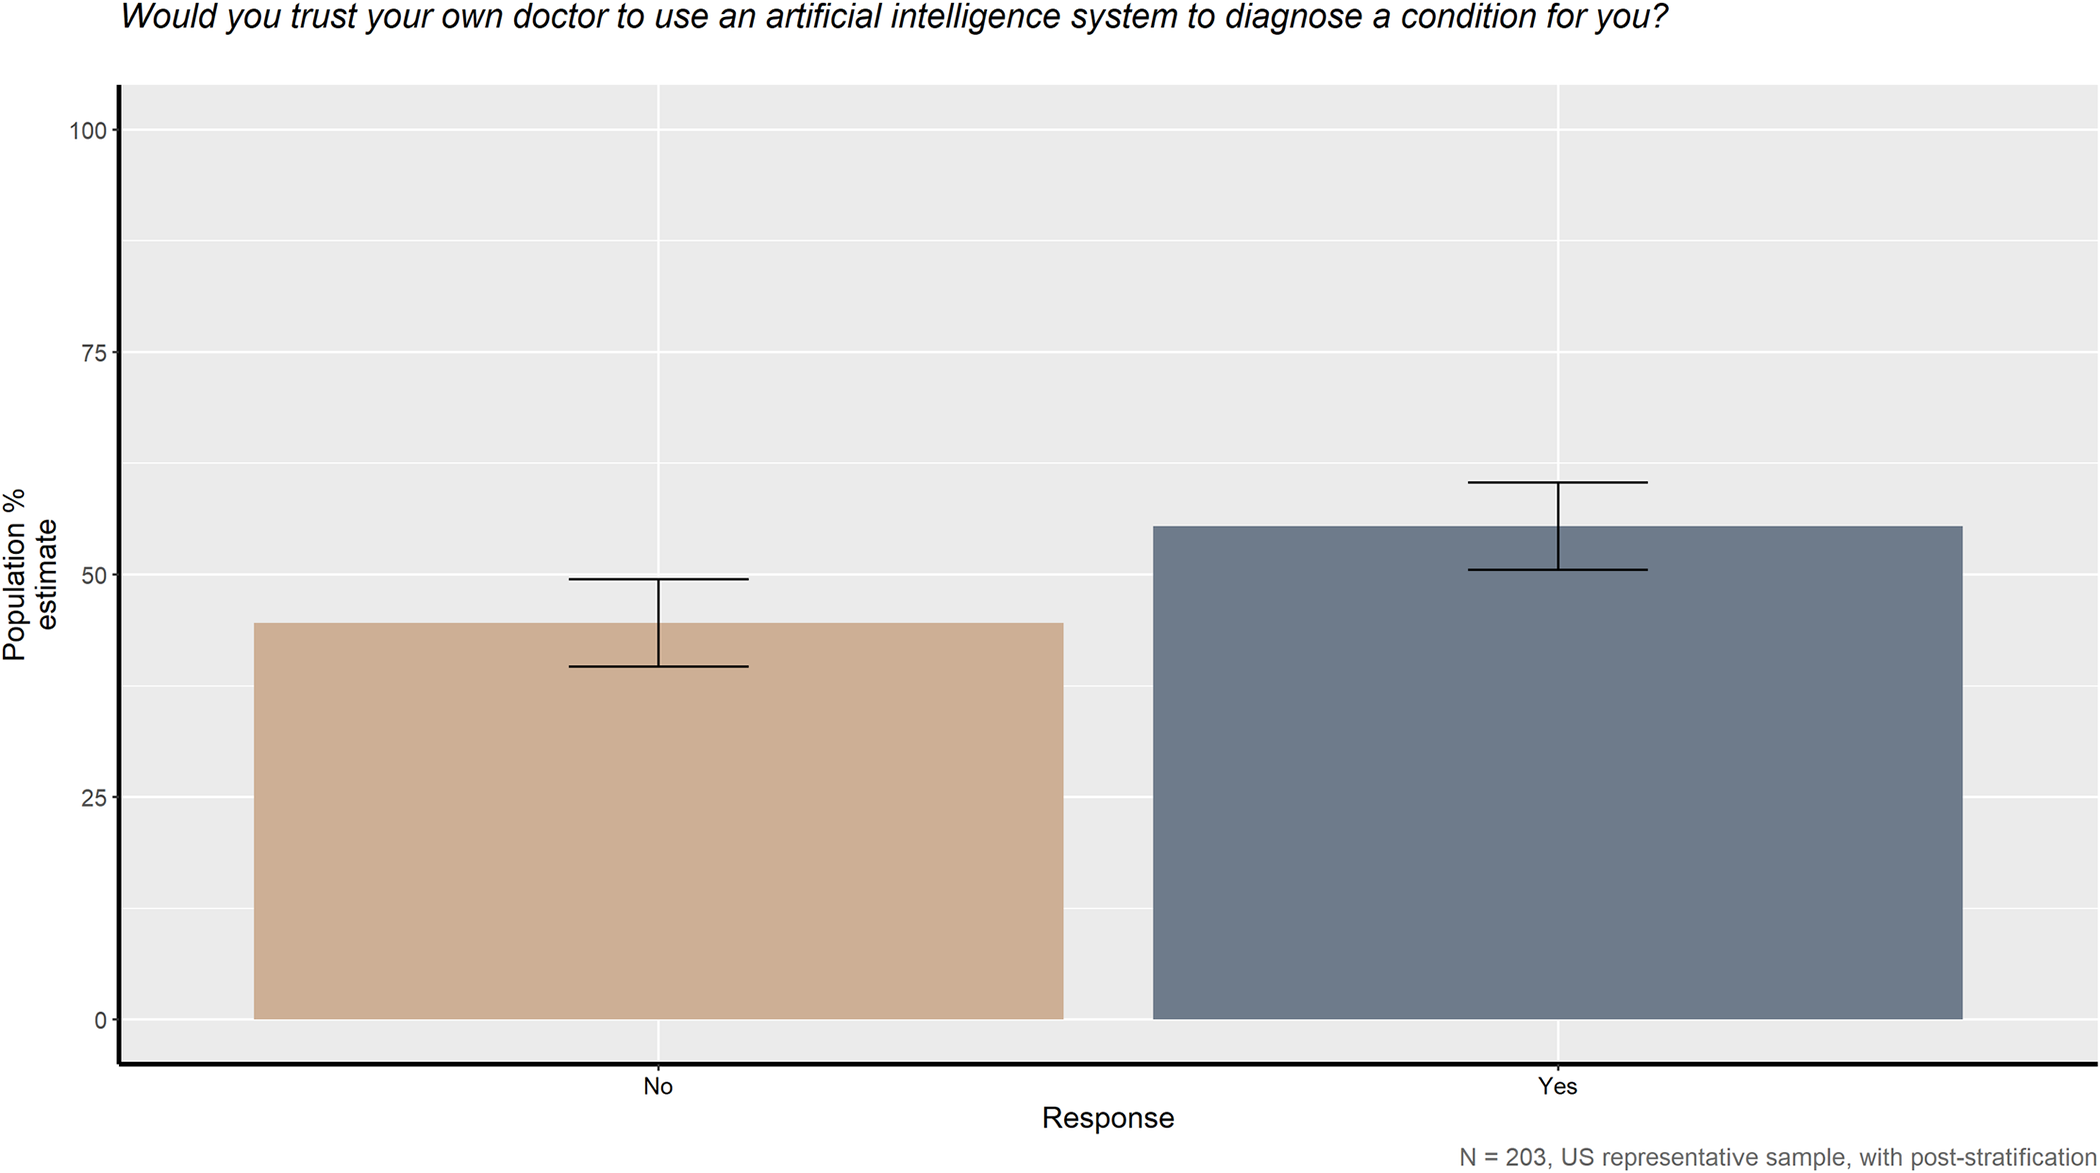 Would you trust your own doctor to use an artificial intelligence system to diagnose a condition for you?
100
75
50
25
0
Population %
estimate
No
Yes
Response
N = 203, US representative sample, with post-stratification